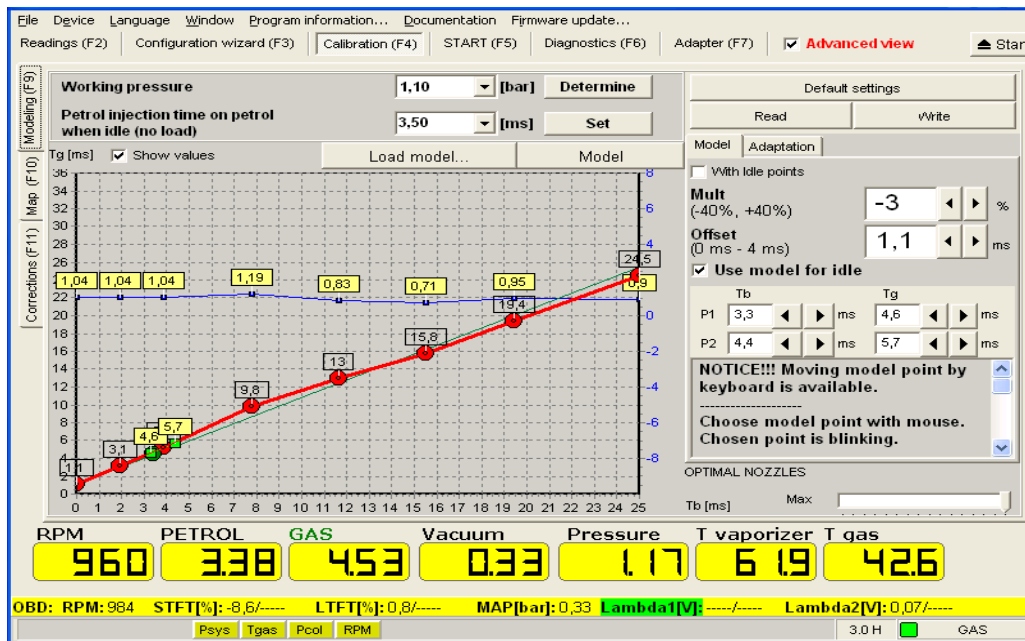 File Device Language Window Program information... Documentation Firmware update...
Readings (F2) Configuration wizard (F3) Calibration (F4) START (F5) Diagnostics (F6) Adapter (F7) Advanced view Star
Modeling (F9)
Map (F10)
Corrections (F11)
Working pressure 1,10 [bar] Determine
Petrol injection time on petrol
when idle (no load) 3,50 [ms] Set
Tg [ms] Show values Load model... Model
36
34
32
30
28
26
24
22
20
18
16
14
12
10
8
6
4
2
0
8
6
4
2
0
-2
-4
-6
-8
1,04 1,04 1,04 1,19 0,83 0,71 0,95 0,9
1,1 3,1 4,6 5,7 9,8 13 15,8 19,4 24,5
0 1 2 3 4 5 6 7 8 9 10 11 12 13 14 15 16 17 18 19 20 21 22 23 24 25
Default settings
Read Write
Model Adaptation
With Idle points
Mult
(-40%, +40%) -3 %
Offset
(0 ms - 4 ms) 1,1 ms
Use model for idle
Tb Tg
P1 3,3 ms 4,6 ms
P2 4,4 ms 5,7 ms
NOTICE!!! Moving model point by
keyboard is available.
--------------------
Choose model point with mouse.
Chosen point is blinking.
OPTIMAL NOZZLES
Tb [ms] Max
RPM PETROL GAS Vacuum Pressure T vaporizer T gas
960 3.38 4.53 0.33 1.17 61.9 42.6
OBD: RPM: 984 STFT[%]: -8,6/----- LTFT[%]: 0,8/----- MAP[bar]: 0,33 Lambda1[V]: -----/----- Lambda2[V]: 0,07/-----
Psys Tgas Pcol RPM 3.0 H GAS